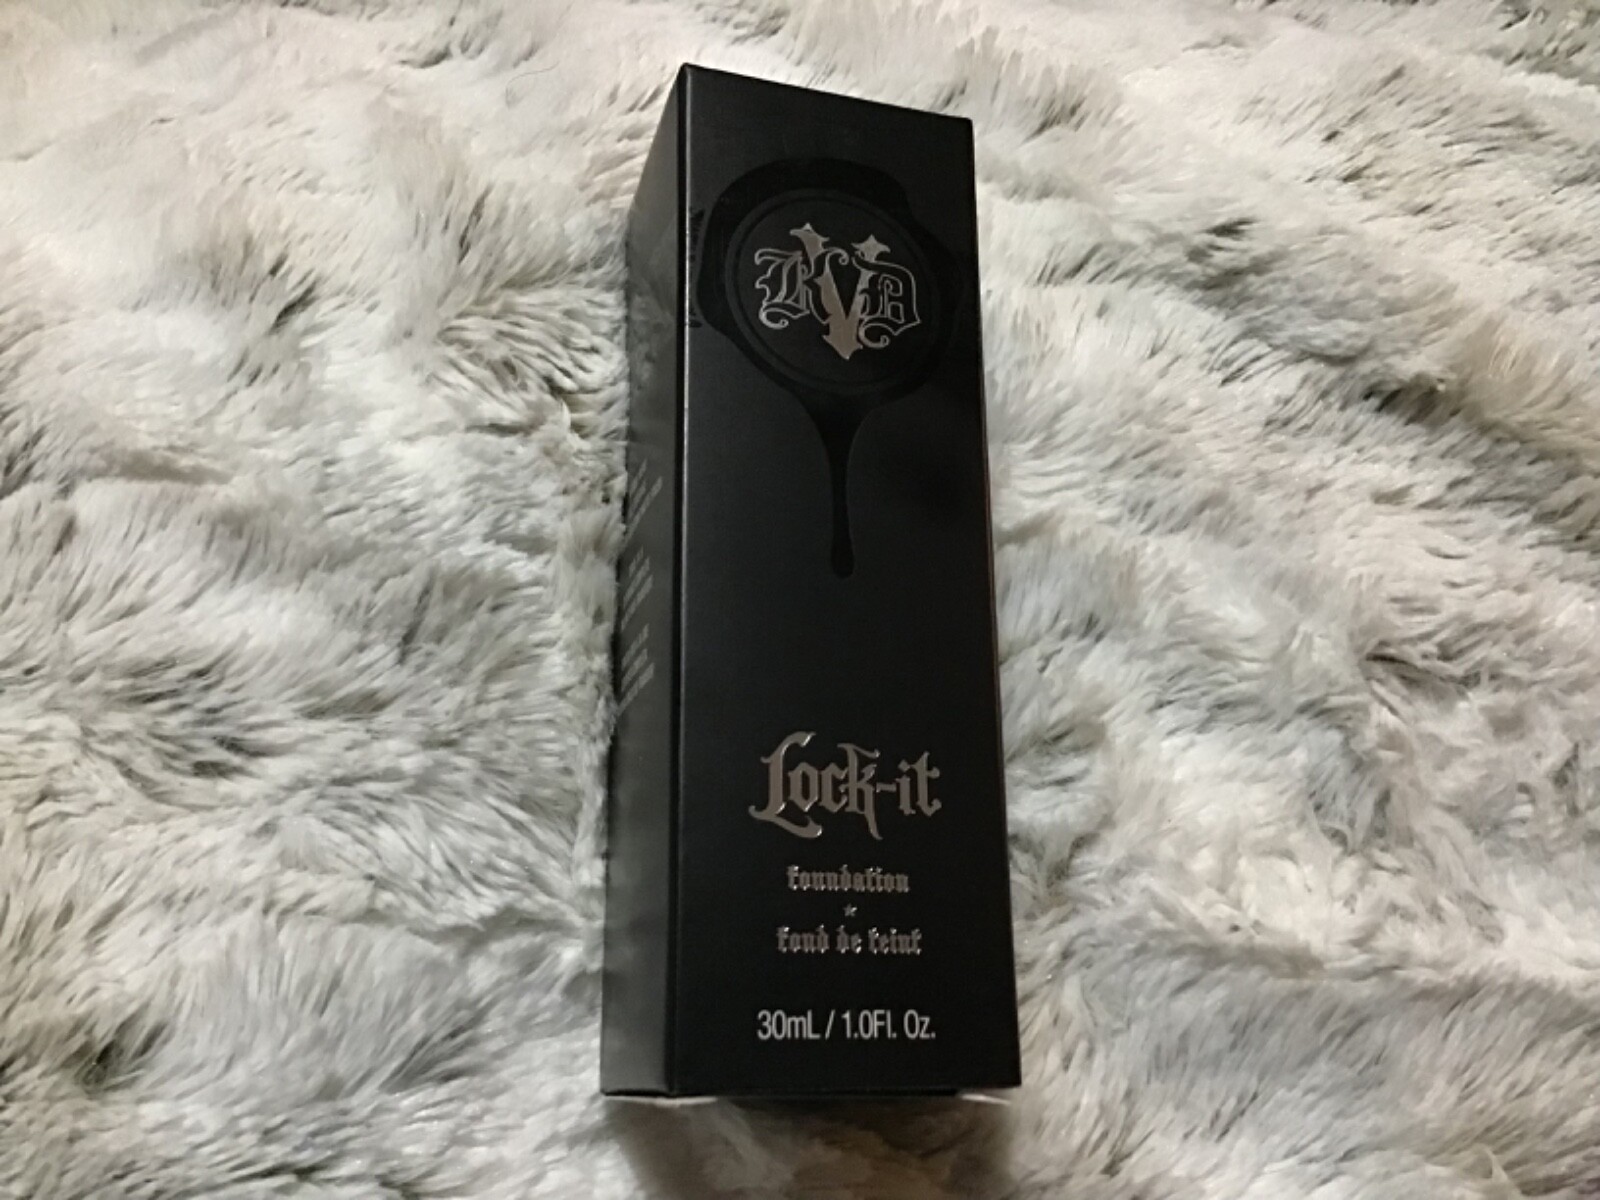 KVD
Lock-it
foundation
fond de teint
30mL / 1.0Fl. Oz.